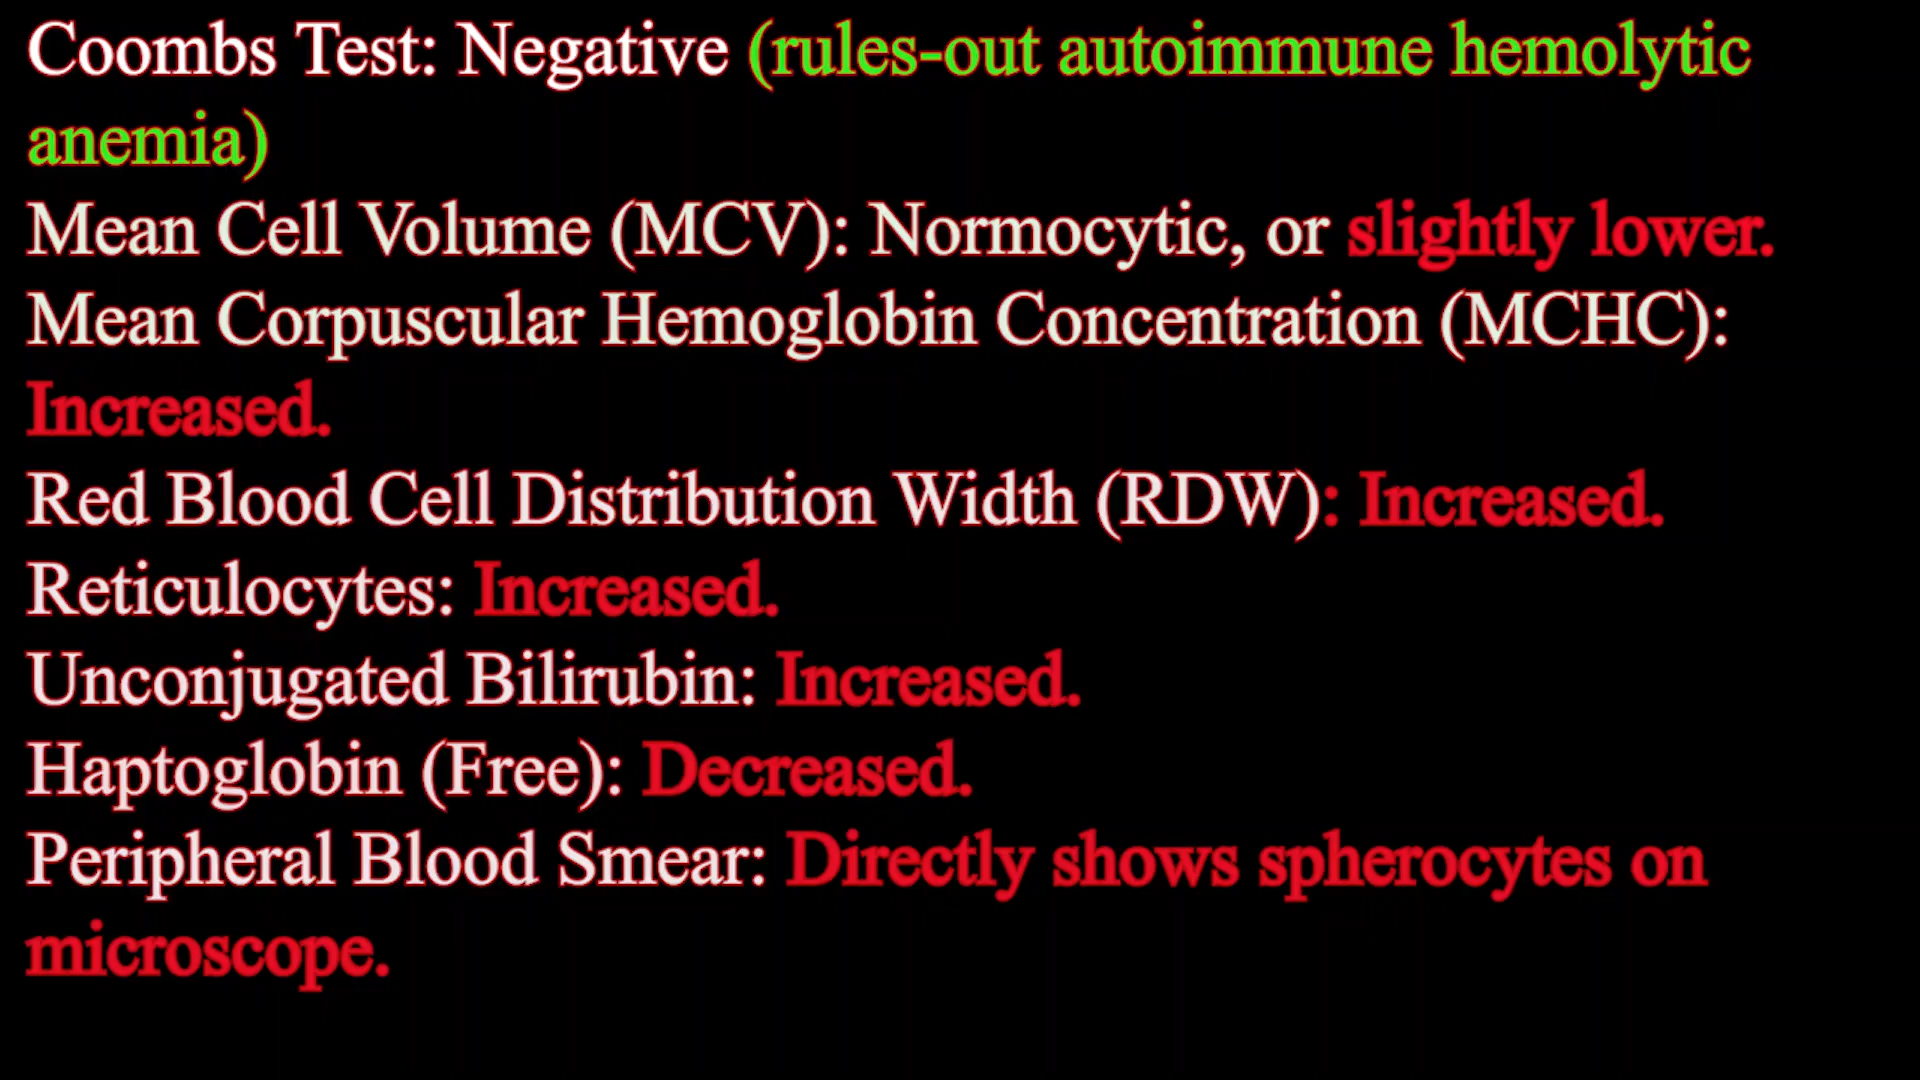 Coombs Test: Negative (rules-out autoimmune hemolytic
anemia)
Mean Cell Volume (MCV): Normocytic, or slightly lower.
Mean Corpuscular Hemoglobin Concentration (MCHC):
Increased.
Red Blood Cell Distribution Width (RDW): Increased.
Reticulocytes: Increased.
Unconjugated Bilirubin: Increased.
Haptoglobin (Free): Decreased.
Peripheral Blood Smear: Directly shows spherocytes on
microscope.